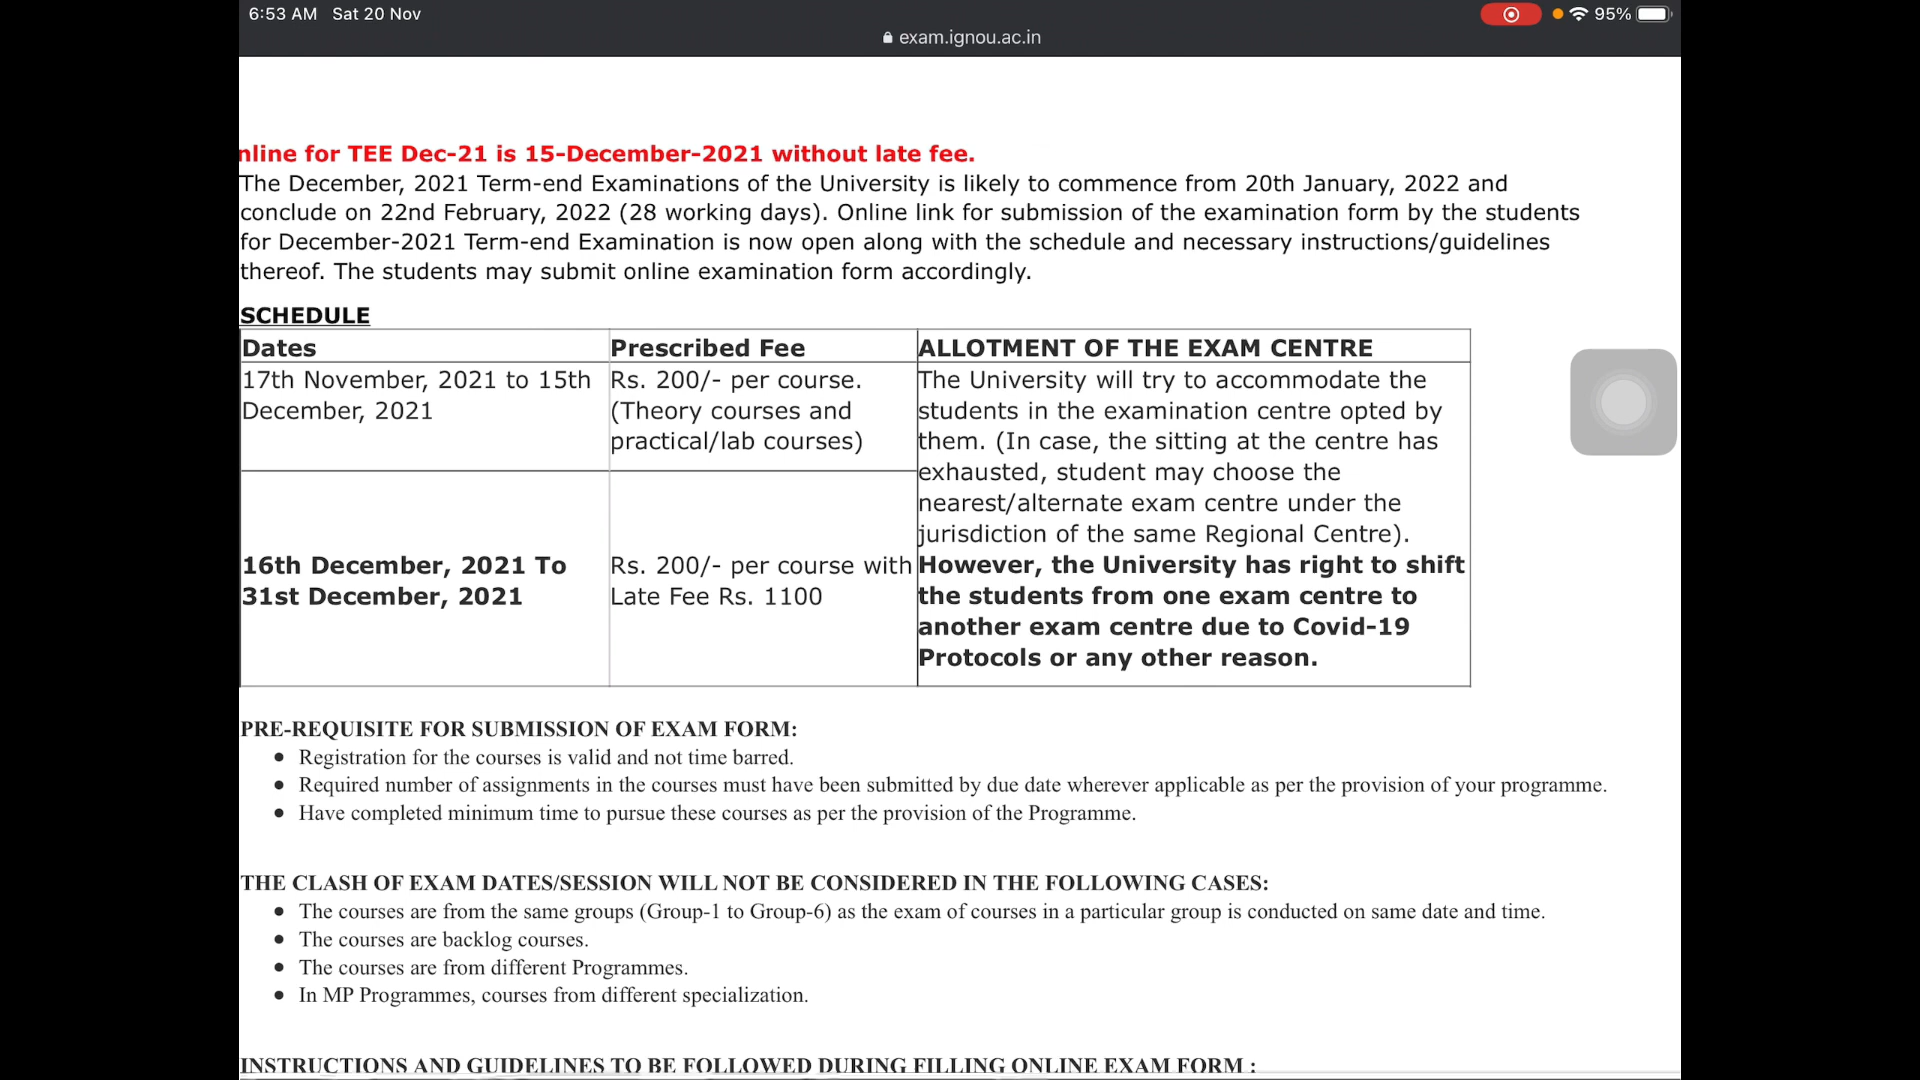 6:53 AM Sat 20 Nov
95%
exam.ignou.ac.in
nline for TEE Dec-21 is 15-December-2021 without late fee.
The December, 2021 Term-end Examinations of the University is likely to commence from 20th January, 2022 and
conclude on 22nd February, 2022 (28 working days). Online link for submission of the examination form by the students
for December-2021 Term-end Examination is now open along with the schedule and necessary instructions/guidelines
thereof. The students may submit online examination form accordingly.
SCHEDULE
Dates
Prescribed Fee
ALLOTMENT OF THE EXAM CENTRE
17th November, 2021 to 15th
December, 2021
Rs. 200/- per course.
(Theory courses and
practical/lab courses)
The University will try to accommodate the
students in the examination centre opted by
them. (In case, the sitting at the centre has
exhausted, student may choose the
nearest/alternate exam centre under the
jurisdiction of the same Regional Centre).
However, the University has right to shift
the students from one exam centre to
another exam centre due to Covid-19
Protocols or any other reason.
16th December, 2021 To
31st December, 2021
Rs. 200/- per course with
Late Fee Rs. 1100
PRE-REQUISITE FOR SUBMISSION OF EXAM FORM:
• Registration for the courses is valid and not time barred.
• Required number of assignments in the courses must have been submitted by due date wherever applicable as per the provision of your programme.
• Have completed minimum time to pursue these courses as per the provision of the Programme.
THE CLASH OF EXAM DATES/SESSION WILL NOT BE CONSIDERED IN THE FOLLOWING CASES:
• The courses are from the same groups (Group-1 to Group-6) as the exam of courses in a particular group is conducted on same date and time.
• The courses are backlog courses.
• The courses are from different Programmes.
• In MP Programmes, courses from different specialization.
INSTRUCTIONS AND GUIDELINES TO BE FOLLOWED DURING FILLING ONLINE EXAM FORM :